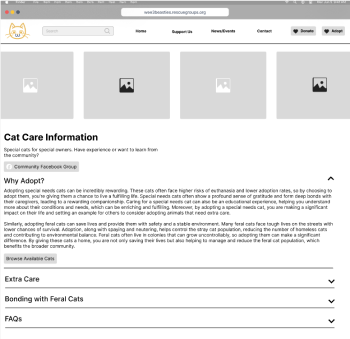 www.beesties.rescuegroups.org
Search
Home
Support Us
News/Events
Contact
Donate
Adopt
Cat Care Information
Special cats for special owners. Have experience or want to learn from
the community?
Community Facebook Group
Why Adopt?
Adopting special needs cats can be incredibly rewarding. These cats often face higher risks of euthanasia and lower adoption rates, so by choosing to
adopt them, you're giving them a chance to live a fulfilling life. Special needs cats often show a profound sense of gratitude and form deep bonds with
their caregivers, leading to a rewarding companionship. Caring for a special needs cat can also be an educational experience, helping you understand
more about their conditions and needs, which can be enriching and fulfilling. Moreover, by adopting a special needs cat, you are making a significant
impact on their life and setting an example for others to consider adopting animals that need extra care.
Similarly, adopting feral cats can save lives and provide them with safety and a stable environment. Many feral cats face tough lives on the streets with
lower chances of survival. Adoption, along with spaying and neutering, helps control the stray cat population, reducing the number of homeless cats
and contributing to environmental balance. Feral cats often live in colonies that can grow uncontrollably, so adopting them can make a significant
difference. By giving these cats a home, you are not only saving their lives but also helping to manage and reduce the feral cat population, which
benefits the broader community.
Browse Available Cats
Extra Care
Bonding with Feral Cats
FAQs